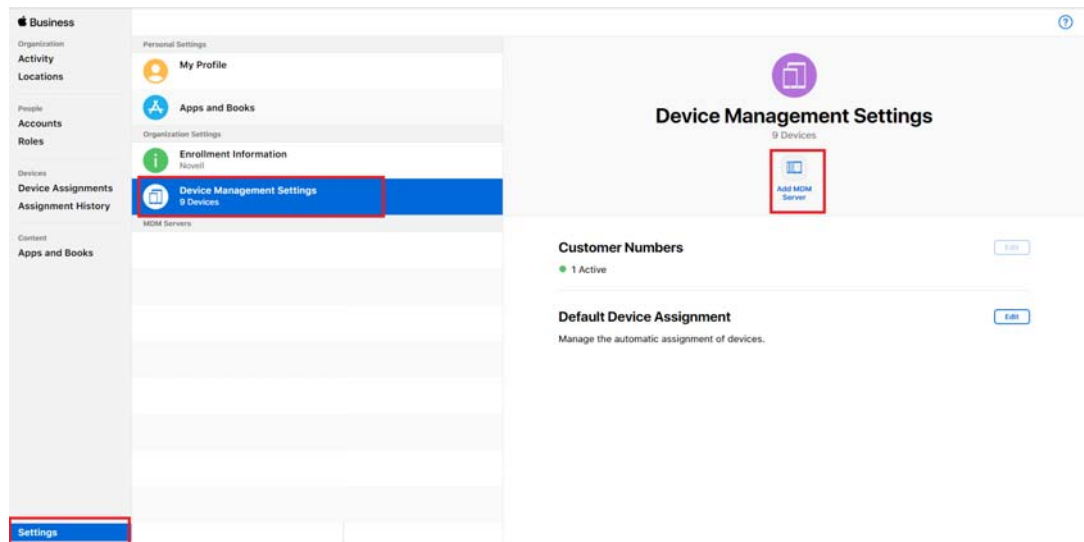 Business
Organization
Activity
Locations
People
Accounts
Roles
Devices
Device Assignments
Assignment History
Content
Apps and Books
Settings
Personal Settings
My Profile
Apps and Books
Organization Settings
Enrollment Information
Novell
Device Management Settings
9 Devices
MDM Servers
?
Device Management Settings
9 Devices
Add MDM
Server
Customer Numbers
Edit
1 Active
Default Device Assignment
Edit
Manage the automatic assignment of devices.